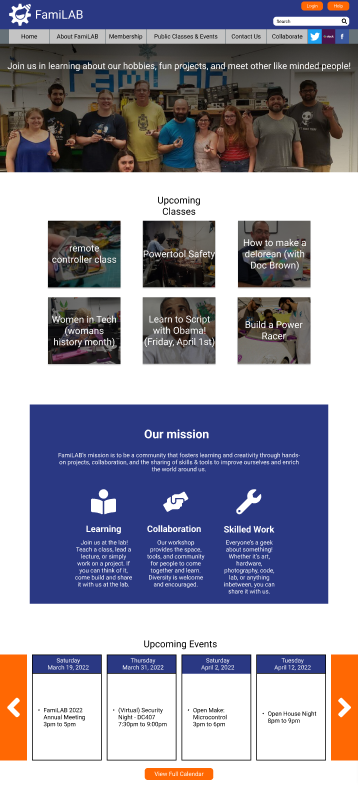 FamiLAB
Login
Help
Search
Home
About FamiLAB
Membership
Public Classes & Events
Contact Us
Collaborate
Join us in learning about our hobbies, fun projects, and meet other like minded people!
Upcoming
Classes
remote
controller class
Powertool Safety
How to make a
delorean (with
Doc Brown)
Women in Tech
(womans
history month)
Learn to Script
with Obama!
(Friday, April 1st)
Build a Power
Racer
Our mission
FamiLAB's mission is to be a community that fosters learning and creativity through hands-
on projects, collaboration, and the sharing of skills & tools to improve ourselves and enrich
the world around us.
Learning
Join us at the lab!
Teach a class, lead a
lecture, or simply
work on a project. If
you can think of it,
come build and share
it with us at the lab.
Collaboration
Our workshop
provides the space,
tools, and community
for people to come
together and learn.
Diversity is welcome
and encouraged.
Skilled Work
Everyone's a geek
about something!
Whether it's art,
hardware,
photography, code,
lab, or anything
inbetween, you can
share it with us.
Upcoming Events
Saturday
March 19, 2022
• FamiLAB 2022
Annual Meeting
3pm to 5pm
Thursday
March 31, 2022
• (Virtual) Security
Night - DC407
7:30pm to 9:00pm
Saturday
April 2, 2022
• Open Make:
Microcontrol
3pm to 6pm
Tuesday
April 12, 2022
• Open House Night
8pm to 9pm
View Full Calendar